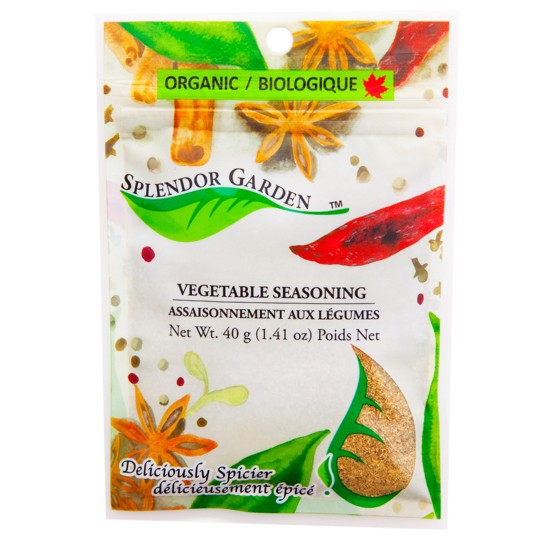 ORGANIC / BIOLOGIQUE
SPLENDOR GARDEN TM
VEGETABLE SEASONING
ASSAISONNEMENT AUX LÉGUMES
Net Wt. 40 g (1.41 oz) Poids Net
Deliciously Spicier
délicieusement épicé